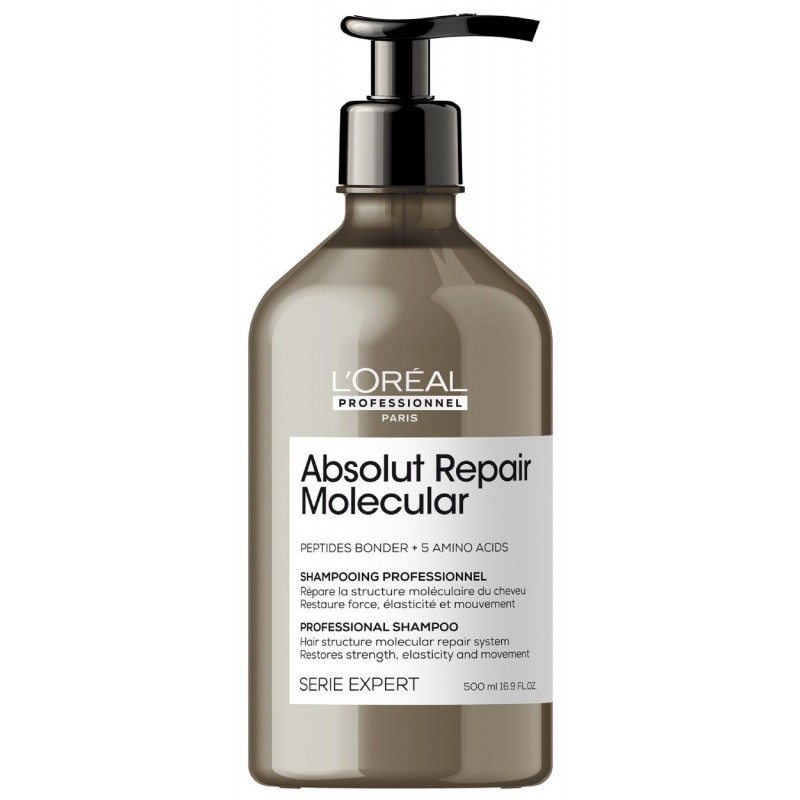 L'ORÉAL
PROFESSIONNEL
PARIS
Absolut Repair
Molecular
PEPTIDES BONDER + 5 AMINO ACIDS
SHAMPOOING PROFESSIONNEL
Répare la structure moléculaire du cheveu
Restaure force, élasticité et mouvement
PROFESSIONAL SHAMPOO
Hair structure molecular repair system
Restores strength, elasticity and movement
SERIE EXPERT 500 ml 16.9 FL.OZ.